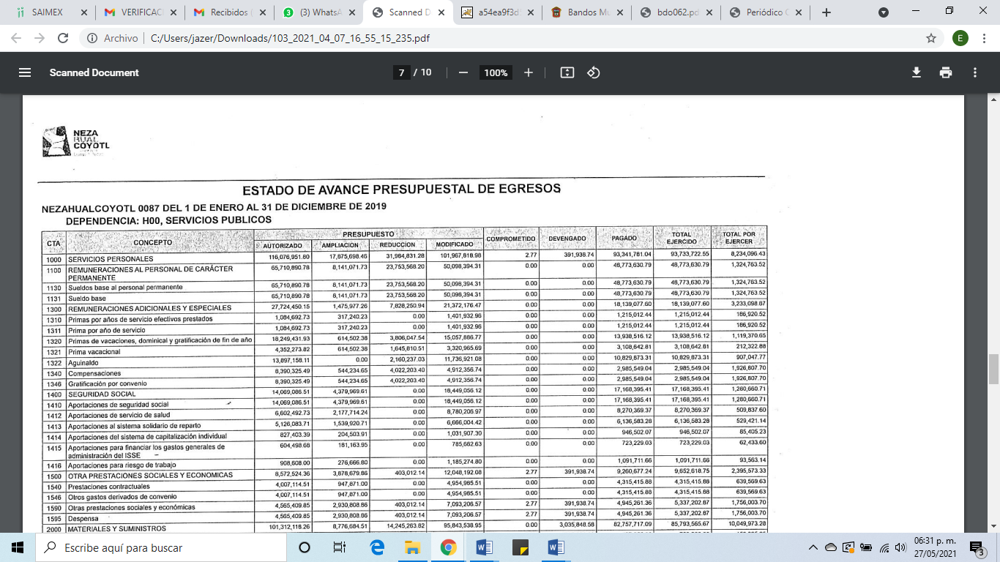 SAIMEX
VERIFICAC
Recibidos (
(3) WhatsA
Scanned D
a54ea9f3d
Bandos Mu
bdo062.pd
Periódico C
Archivo | C:/Users/jazer/Downloads/103_2021_04_07_16_55_15_235.pdf
E
Scanned Document
7 / 10
100%
NEZA
HUAL
COYOTL
ESTADO DE AVANCE PRESUPUESTAL DE EGRESOS
NEZAHUALCOYOTL 0087 DEL 1 DE ENERO AL 31 DE DICIEMBRE DE 2019
DEPENDENCIA: H00, SERVICIOS PUBLICOS
CTA CONCEPTO PRESUPUESTO COMPROMETIDO DEVENGADO PAGADO TOTAL EJERCIDO TOTAL POR EJERCER
AUTORIZADO AMPLIACION REDUCCION MODIFICADO
1000 SERVICIOS PERSONALES 116,076,951.80 17,875,698.46 31,984,831.28 101,967,818.98 2.77 391,938.74 93,341,781.04 93,733,722.55 8,234,096.43
1100 REMUNERACIONES AL PERSONAL DE CARÁCTER PERMANENTE 65,710,890.78 8,141,071.73 23,753,568.20 50,098,394.31 0.00 0.00 48,773,630.79 48,773,630.79 1,324,763.52
1130 Sueldos base al personal permanente 65,710,890.78 8,141,071.73 23,753,568.20 50,098,394.31 0.00 0.00 48,773,630.79 48,773,630.79 1,324,763.52
1131 Sueldo base 65,710,890.78 8,141,071.73 23,753,568.20 50,098,394.31 0.00 0.00 48,773,630.79 48,773,630.79 1,324,763.52
1300 REMUNERACIONES ADICIONALES Y ESPECIALES 27,724,450.15 1,475,977.26 7,828,250.94 21,372,176.47 0.00 0.00 18,139,077.60 18,139,077.60 3,233,098.87
1310 Primas por años de servicio efectivos prestados 1,084,692.73 317,240.23 0.00 1,401,932.96 0.00 0.00 1,215,012.44 1,215,012.44 186,920.52
1311 Prima por año de servicio 1,084,692.73 317,240.23 0.00 1,401,932.96 0.00 0.00 1,215,012.44 1,215,012.44 186,920.52
1320 Primas de vacaciones, dominical y gratificación de fin de año 18,249,431.93 614,502.38 3,806,047.54 15,057,886.77 0.00 0.00 13,938,516.12 13,938,516.12 1,119,370.65
1321 Prima vacacional 4,352,273.82 614,502.38 1,645,810.51 3,320,965.69 0.00 0.00 3,108,642.81 3,108,642.81 212,322.88
1322 Aguinaldo 13,897,158.11 0.00 2,160,237.03 11,736,921.08 0.00 0.00 10,829,873.31 10,829,873.31 907,047.77
1340 Compensaciones 8,390,325.49 544,234.65 4,022,203.40 4,912,356.74 0.00 0.00 2,985,549.04 2,985,549.04 1,926,807.70
1346 Gratificación por convenio 8,390,325.49 544,234.65 4,022,203.40 4,912,356.74 0.00 0.00 2,985,549.04 2,985,549.04 1,926,807.70
1400 SEGURIDAD SOCIAL 14,069,086.51 4,379,969.61 0.00 18,449,056.12 0.00 0.00 17,168,395.41 17,168,395.41 1,280,660.71
1410 Aportaciones de seguridad social 14,069,086.51 4,379,969.61 0.00 18,449,056.12 0.00 0.00 17,168,395.41 17,168,395.41 1,280,660.71
1412 Aportaciones de servicio de salud 6,602,492.73 2,177,714.24 0.00 8,780,206.97 0.00 0.00 8,270,369.37 8,270,369.37 509,837.60
1413 Aportaciones al sistema solidario de reparto 5,126,083.71 1,539,920.71 0.00 6,666,004.42 0.00 0.00 6,136,583.28 6,136,583.28 529,421.14
1414 Aportaciones del sistema de capitalización individual 827,403.39 204,503.91 0.00 1,031,907.30 0.00 0.00 946,502.07 946,502.07 85,405.23
1415 Aportaciones para financiar los gastos generales de administración del ISSE 604,498.68 181,163.95 0.00 785,662.63 0.00 0.00 723,229.03 723,229.03 62,433.60
1416 Aportaciones para riesgo de trabajo 908,608.00 276,666.80 0.00 1,185,274.80 0.00 0.00 1,091,711.66 1,091,711.66 93,563.14
1500 OTRA PRESTACIONES SOCIALES Y ECONOMICAS 8,572,524.36 3,878,679.86 403,012.14 12,048,192.08 2.77 391,938.74 9,260,677.24 9,652,618.75 2,395,573.33
1540 Prestaciones contractuales 4,007,114.51 947,871.00 0.00 4,954,985.51 0.00 0.00 4,315,415.88 4,315,415.88 639,569.63
1546 Otros gastos derivados de convenio 4,007,114.51 947,871.00 0.00 4,954,985.51 0.00 0.00 4,315,415.88 4,315,415.88 639,569.63
1590 Otras prestaciones sociales y económicas 4,565,409.85 2,930,808.86 403,012.14 7,093,206.57 2.77 391,938.74 4,945,261.36 5,337,202.87 1,756,003.70
1595 Despensa 4,565,409.85 2,930,808.86 403,012.14 7,093,206.57 2.77 391,938.74 4,945,261.36 5,337,202.87 1,756,003.70
2000 MATERIALES Y SUMINISTROS 101,312,118.26 8,776,684.51 14,245,263.82 95,843,538.95 0.00 3,035,848.58 82,757,717.09 85,793,565.67 10,049,973.28
Escribe aquí para buscar
06:31 p. m.
27/05/2021
3